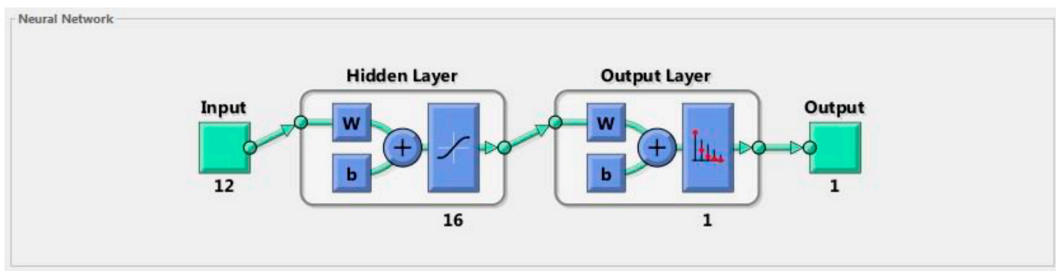 Neural Network
Hidden Layer
Output Layer
Input
Output
W
W
+
+
b
b
12
1
16
1